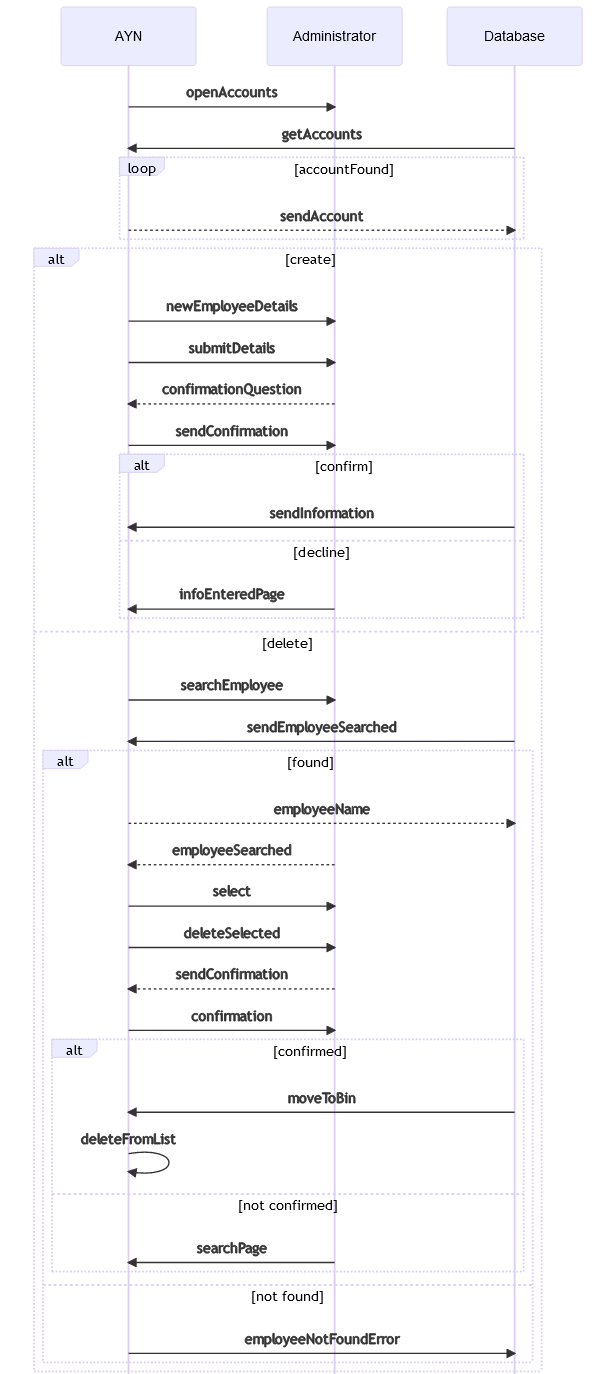 AYN Administrator Database
openAccounts
getAccounts
loop [accountFound]
sendAccount
alt [create]
newEmployeeDetails
submitDetails
confirmationQuestion
sendConfirmation
alt [confirm]
sendInformation
[decline]
infoEnteredPage
[delete]
searchEmployee
sendEmployeeSearched
alt [found]
employeeName
employeeSearched
select
deleteSelected
sendConfirmation
confirmation
alt [confirmed]
moveToBin
deleteFromList
[not confirmed]
searchPage
[not found]
employeeNotFoundError